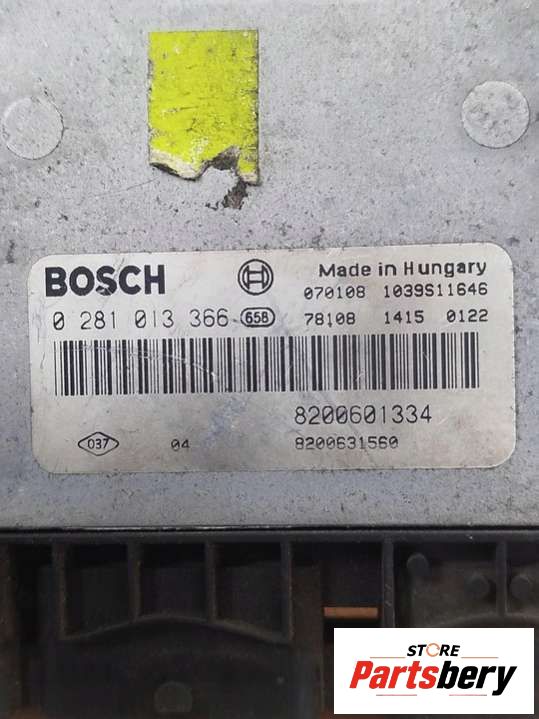 BOSCH
Made in Hungary
070108 1039S11646
0 281 013 366 658
78108 1415 0122
8200601334
037 04 8200631560
STORE
Partsbery